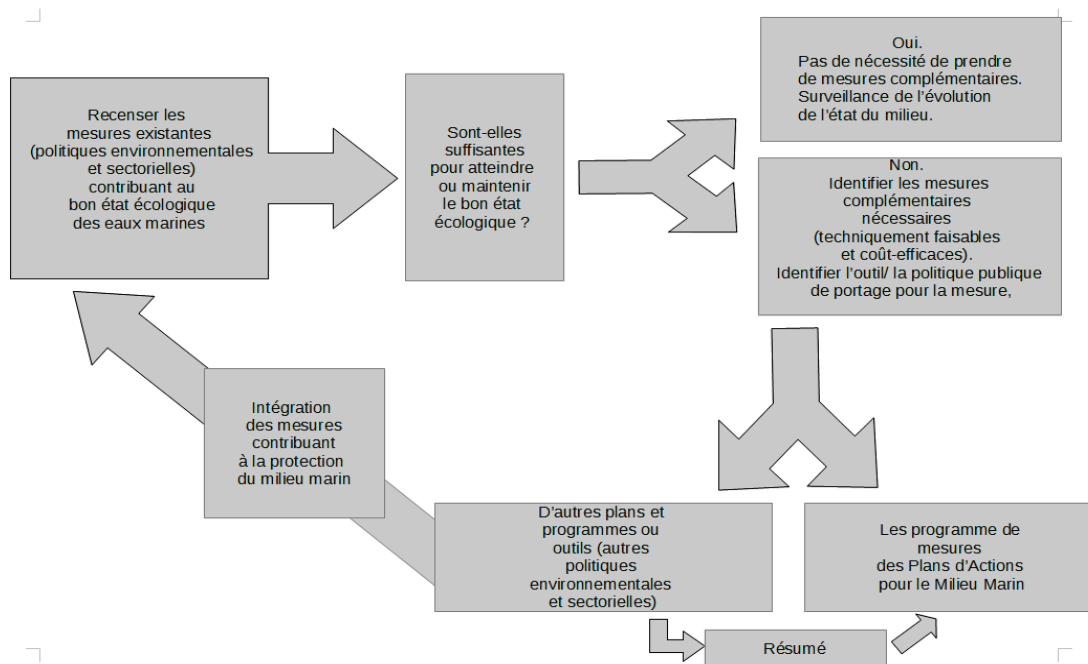 Recenser les
mesures existantes
(politiques environnementales
et sectorielles)
contribuant au
bon état écologique
des eaux marines
Sont-elles
suffisantes
pour atteindre
ou maintenir
le bon état
écologique ?
Oui.
Pas de nécessité de prendre
de mesures complémentaires.
Surveillance de l'évolution
de l'état du milieu.
Non.
Identifier les mesures
complémentaires
nécessaires
(techniquement faisables
et coût-efficaces).
Identifier l'outil/ la politique publique
de portage pour la mesure,
Intégration
des mesures
contribuant
à la protection
du milieu marin
D'autres plans et
programmes ou
outils (autres
politiques
environnementales
et sectorielles)
Les programme de
mesures
des Plans d'Actions
pour le Milieu Marin
Résumé